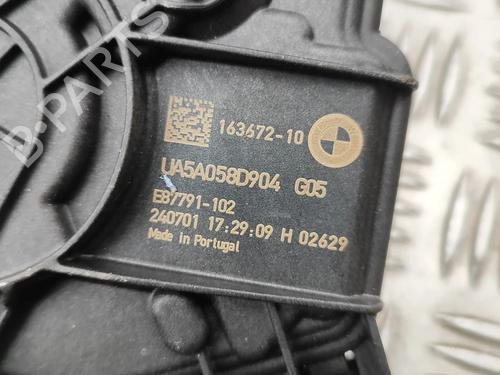 163672-10
UA5A058D904 G05
E87791-102
240701 17:29:09 H 02629
Made in Portugal
B-PARTS